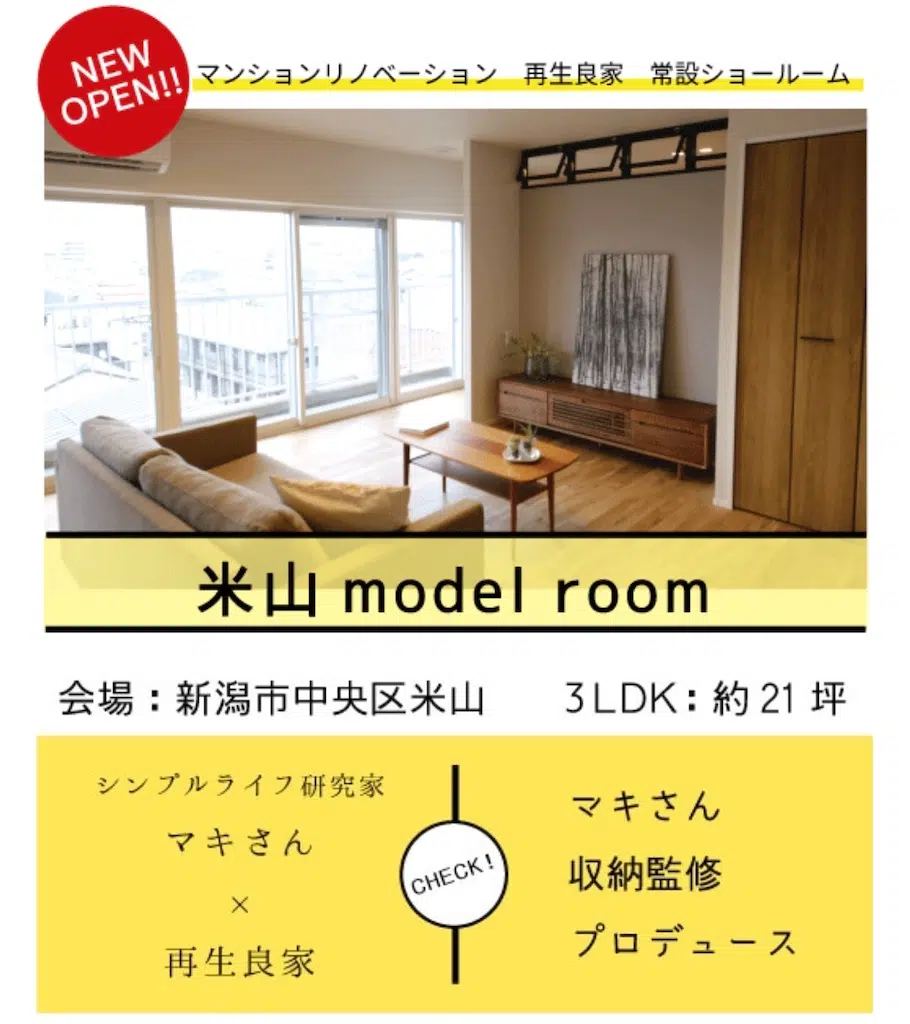 NEW
OPEN!!
マンションリノベーション 再生良家 常設ショールーム
米山 model room
会場：新潟市中央区米山 3LDK：約21坪
シンプルライフ研究家
マキさん
×
再生良家
CHECK!
マキさん
収納監修
プロデュース